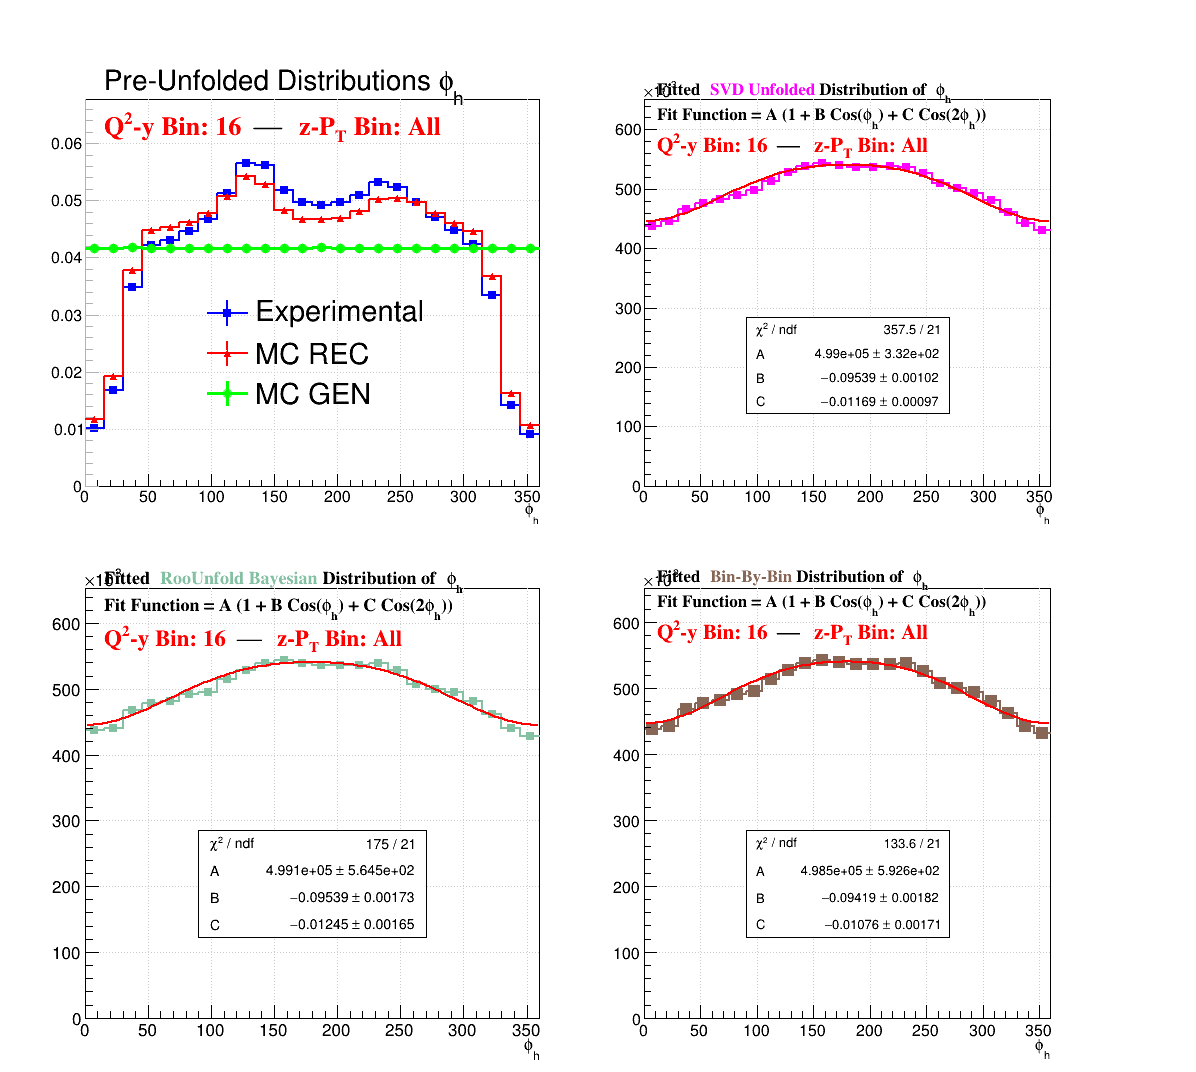 Pre-Unfolded Distributions ϕh
Q²-y Bin: 16 — z-PT Bin: All
0.06
0.05
0.04
0.03
0.02
0.01
0
Experimental
MC REC
MC GEN
0 50 100 150 200 250 300 350
ϕh
Fitted SVD Unfolded Distribution of ϕh
Fit Function = A (1 + B Cos(ϕh) + C Cos(2ϕh))
Q²-y Bin: 16 — z-PT Bin: All
600
500
400
300
200
100
0
χ² / ndf 357.5 / 21
A 4.99e+05 ± 3.32e+02
B −0.09539 ± 0.00102
C −0.01169 ± 0.00097
0 50 100 150 200 250 300 350
ϕh
Fitted RooUnfold Bayesian Distribution of ϕh
Fit Function = A (1 + B Cos(ϕh) + C Cos(2ϕh))
Q²-y Bin: 16 — z-PT Bin: All
600
500
400
300
200
100
0
χ² / ndf 175 / 21
A 4.991e+05 ± 5.645e+02
B −0.09539 ± 0.00173
C −0.01245 ± 0.00165
0 50 100 150 200 250 300 350
ϕh
Fitted Bin-By-Bin Distribution of ϕh
Fit Function = A (1 + B Cos(ϕh) + C Cos(2ϕh))
Q²-y Bin: 16 — z-PT Bin: All
600
500
400
300
200
100
0
χ² / ndf 133.6 / 21
A 4.985e+05 ± 5.926e+02
B −0.09419 ± 0.00182
C −0.01076 ± 0.00171
0 50 100 150 200 250 300 350
ϕh